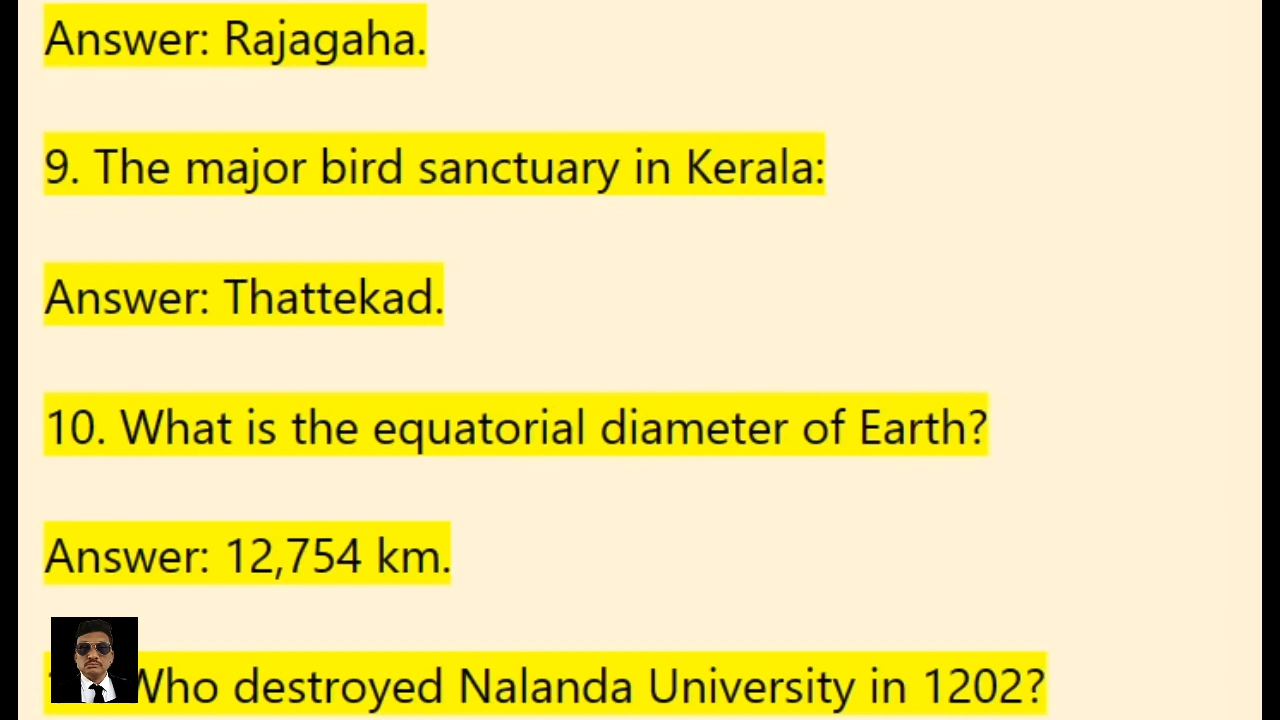 Answer: Rajagaha.
9. The major bird sanctuary in Kerala:
Answer: Thattekad.
10. What is the equatorial diameter of Earth?
Answer: 12,754 km.
Who destroyed Nalanda University in 1202?